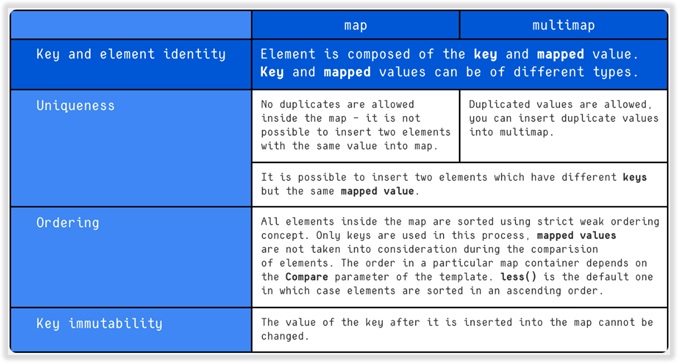 map multimap
Key and element identity
Element is composed of the key and mapped value.
Key and mapped values can be of different types.
Uniqueness
No duplicates are allowed
inside the map – it is not
possible to insert two elements
with the same value into map.
Duplicated values are allowed,
you can insert duplicate values
into multimap.
It is possible to insert two elements which have different keys
but the same mapped value.
Ordering
All elements inside the map are sorted using strict weak ordering
concept. Only keys are used in this process, mapped values
are not taken into consideration during the comparision
of elements. The order in a particular map container depends on
the Compare parameter of the template. less() is the default one
in which case elements are sorted in an ascending order.
Key immutability
The value of the key after it is inserted into the map cannot be
changed.